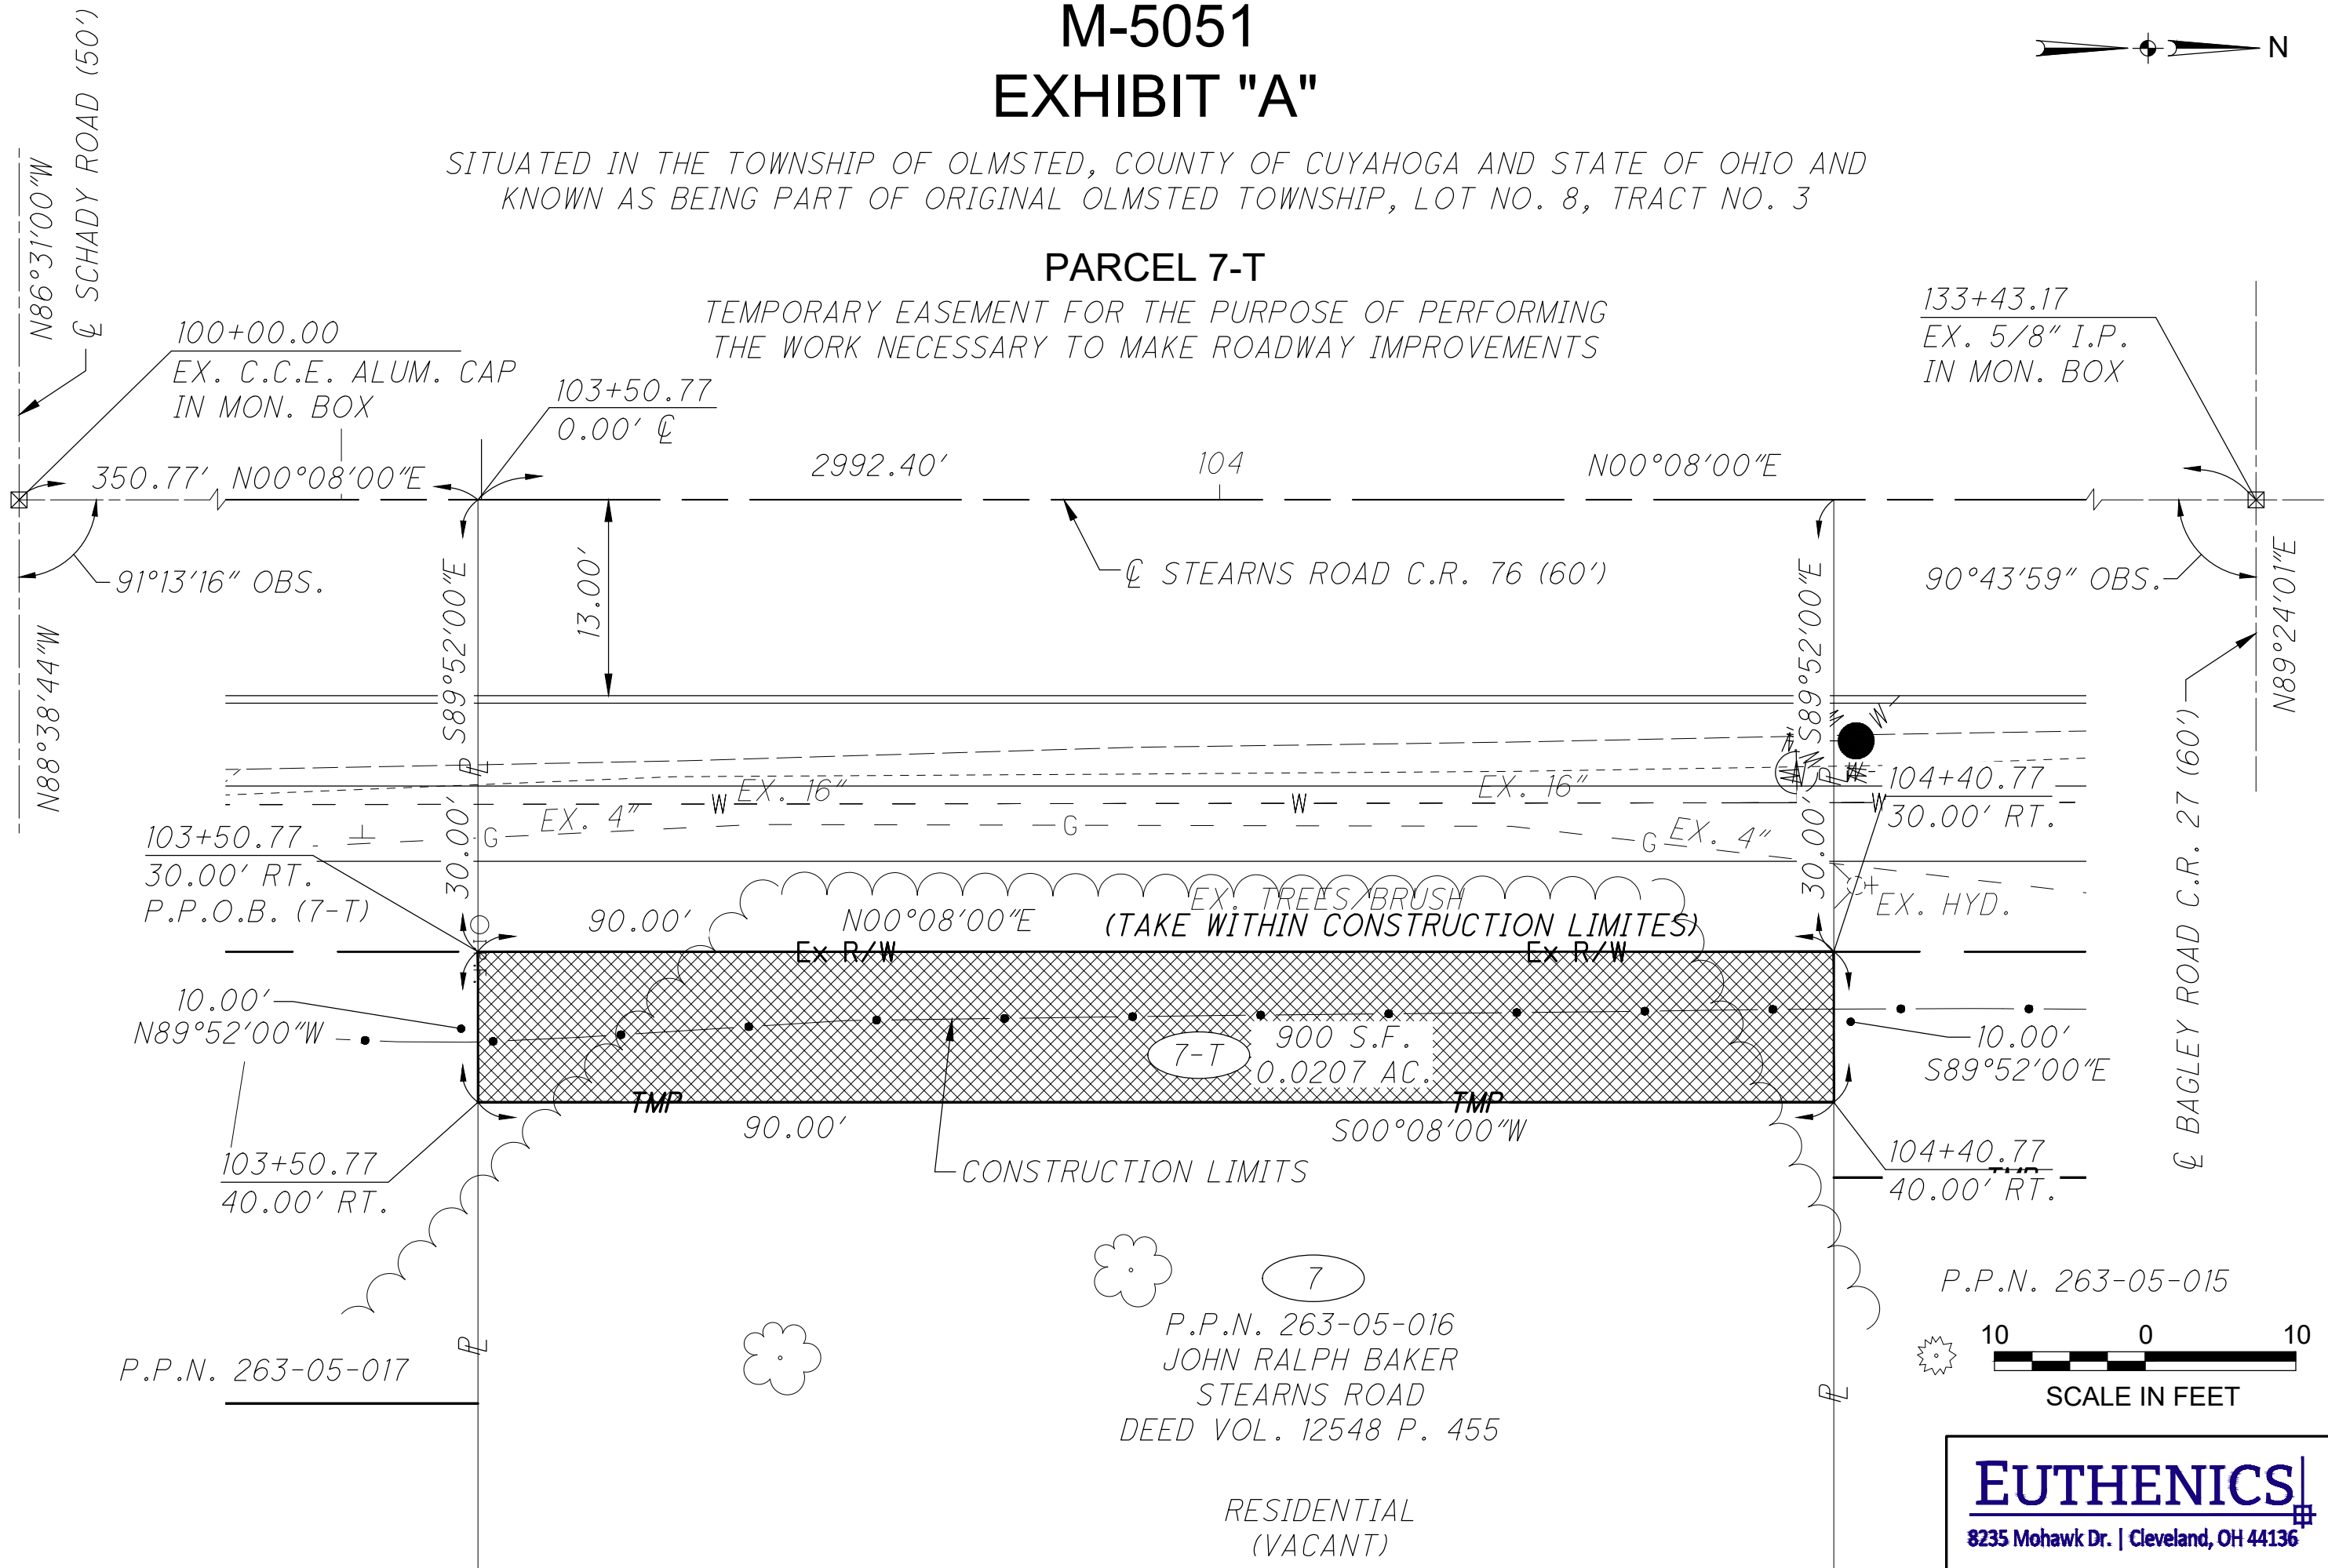 M-5051
EXHIBIT "A"
N
SITUATED IN THE TOWNSHIP OF OLMSTED, COUNTY OF CUYAHOGA AND STATE OF OHIO AND
KNOWN AS BEING PART OF ORIGINAL OLMSTED TOWNSHIP, LOT NO. 8, TRACT NO. 3
PARCEL 7-T
TEMPORARY EASEMENT FOR THE PURPOSE OF PERFORMING
THE WORK NECESSARY TO MAKE ROADWAY IMPROVEMENTS
N86°31'00"W
℄ SCHADY ROAD (50')
100+00.00
EX. C.C.E. ALUM. CAP
IN MON. BOX
103+50.77
0.00' ℄
133+43.17
EX. 5/8" I.P.
IN MON. BOX
350.77' N00°08'00"E
2992.40'
104
N00°08'00"E
91°13'16" OBS.
N88°38'44"W
S89°52'00"E
13.00'
℄ STEARNS ROAD C.R. 76 (60')
S89°52'00"E
90°43'59" OBS.
N89°24'01"E
℄ BAGLEY ROAD C.R. 27 (60')
℄ 
W EX. 16"
W
EX. 16"
W
EX. 4"
G
G
G EX. 4"
30.00'
30.00'
103+50.77
30.00' RT.
P.P.O.B. (7-T)
104+40.77
30.00' RT.
EX. HYD.
EX. TREES/BRUSH
(TAKE WITHIN CONSTRUCTION LIMITES)
90.00'
N00°08'00"E
Ex R/W
Ex R/W
10.00'
N89°52'00"W
7-T
900 S.F.
0.0207 AC.
10.00'
S89°52'00"E
TMP
TMP
90.00'
S00°08'00"W
CONSTRUCTION LIMITS
103+50.77
40.00' RT.
104+40.77
TMP
40.00' RT.
7
P.P.N. 263-05-016
JOHN RALPH BAKER
STEARNS ROAD
DEED VOL. 12548 P. 455
RESIDENTIAL
(VACANT)
P.P.N. 263-05-017
P.P.N. 263-05-015
10 0 10
SCALE IN FEET
EUTHENICS
8235 Mohawk Dr. | Cleveland, OH 44136